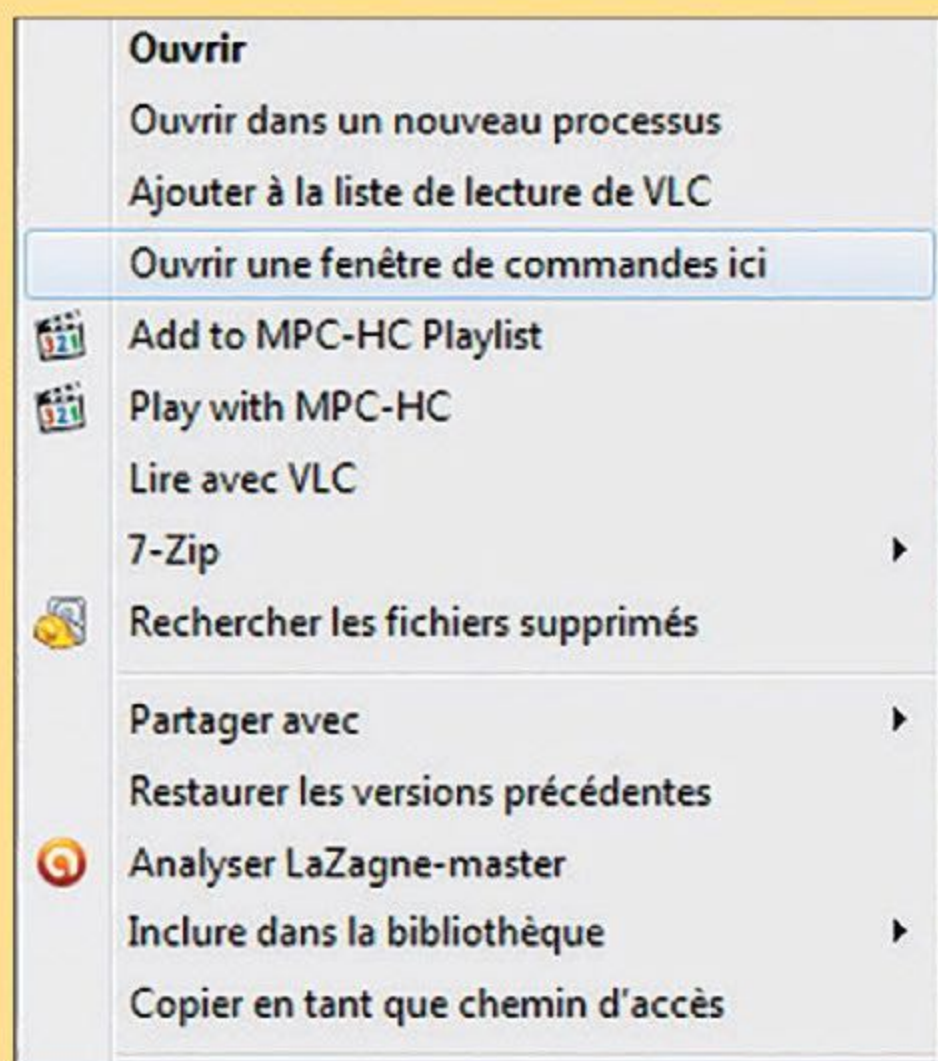 Ouvrir
Ouvrir dans un nouveau processus
Ajouter à la liste de lecture de VLC
Ouvrir une fenêtre de commandes ici
321 Add to MPC-HC Playlist
321 Play with MPC-HC
Lire avec VLC
7-Zip
Rechercher les fichiers supprimés
Partager avec
Restaurer les versions précédentes
Analyser LaZagne-master
Inclure dans la bibliothèque
Copier en tant que chemin d'accès